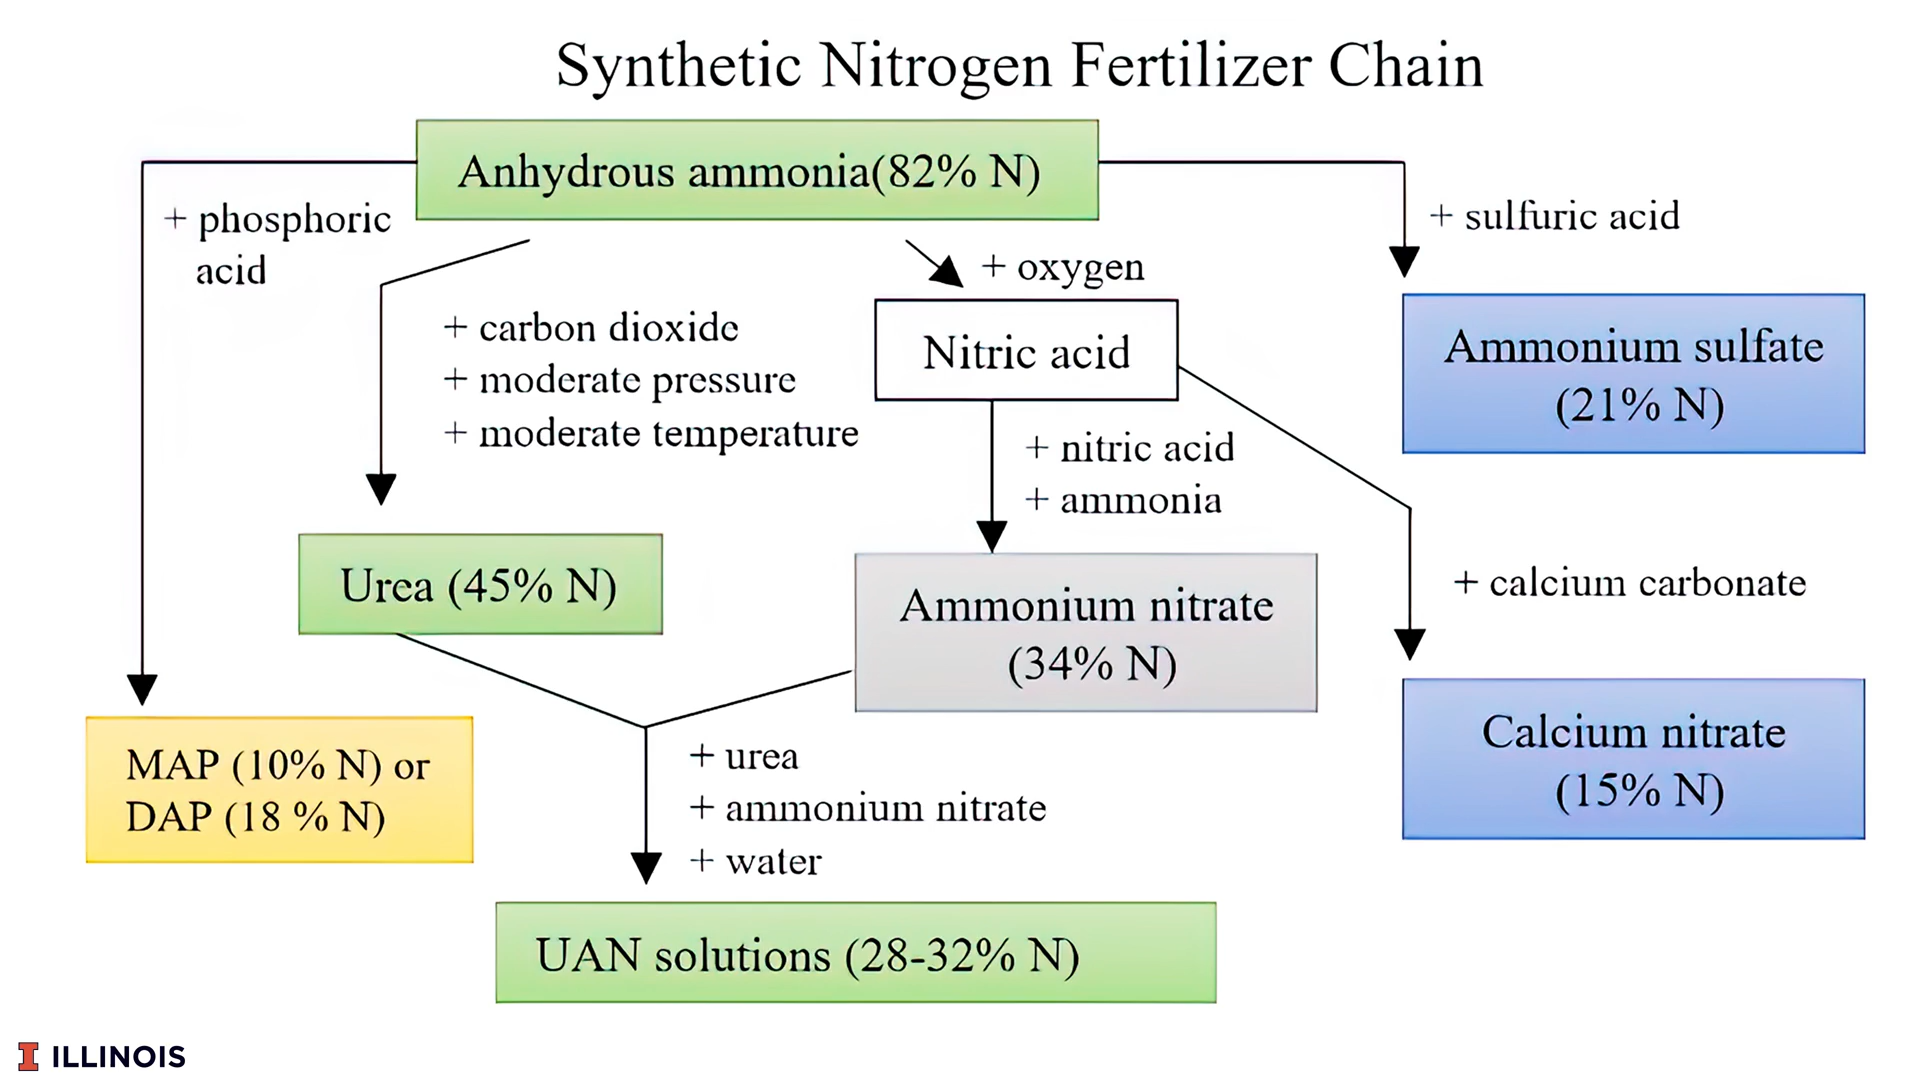 Synthetic Nitrogen Fertilizer Chain
Anhydrous ammonia(82% N)
+ phosphoric
acid
+ sulfuric acid
+ oxygen
+ carbon dioxide
+ moderate pressure
+ moderate temperature
Nitric acid
Ammonium sulfate
(21% N)
+ nitric acid
+ ammonia
Urea (45% N)
Ammonium nitrate
(34% N)
+ calcium carbonate
MAP (10% N) or
DAP (18 % N)
+ urea
+ ammonium nitrate
+ water
Calcium nitrate
(15% N)
UAN solutions (28-32% N)
I ILLINOIS